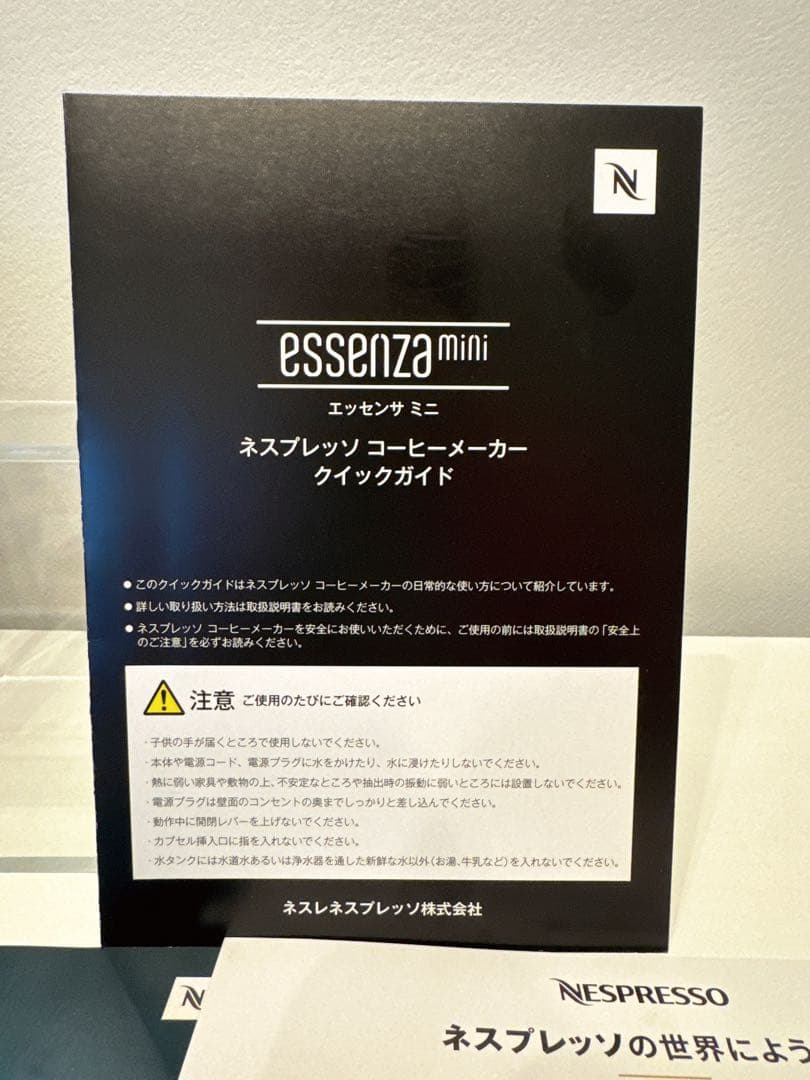 N
essenza mini
エッセンサ ミニ
ネスプレッソ コーヒーメーカー
クイックガイド
● このクイックガイドはネスプレッソ コーヒーメーカーの日常的な使い方について紹介しています。
● 詳しい取り扱い方法は取扱説明書をお読みください。
● ネスプレッソ コーヒーメーカーを安全にお使いいただくために、ご使用の前には取扱説明書の「安全上
のご注意」を必ずお読みください。
注意 ご使用のたびにご確認ください
・子供の手が届くところで使用しないでください。
・本体や電源コード、電源プラグに水をかけたり、水に浸けたりしないでください。
・熱に弱い家具や敷物の上、不安定なところや抽出時の振動に弱いところには設置しないでください。
・電源プラグは壁面のコンセントの奥までしっかりと差し込んでください。
・動作中に開閉レバーを上げないでください。
・カプセル挿入口に指を入れないでください。
・水タンクには水道水あるいは浄水器を通した新鮮な水以外（お湯、牛乳など）を入れないでください。
ネスレネスプレッソ株式会社
N
NESPRESSO
ネスプレッソの世界によう